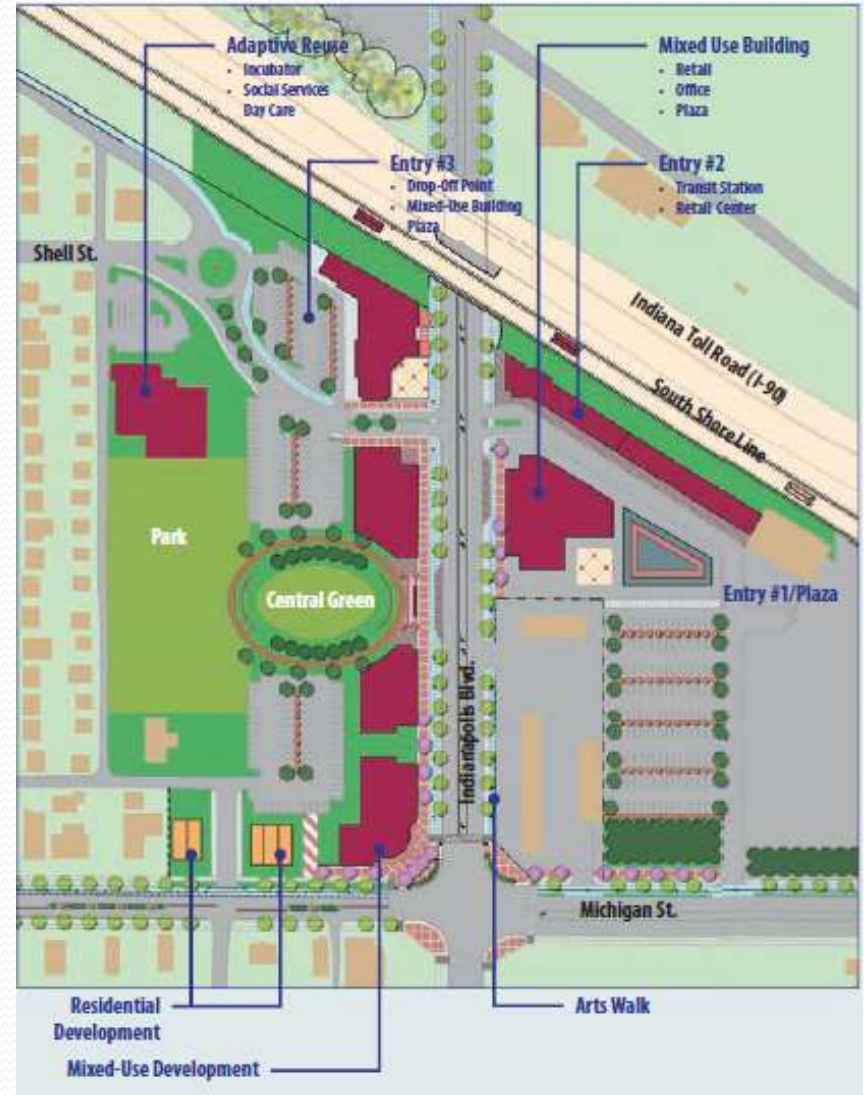 Adaptive Reuse
• Incubator
• Social Services
Day Care
Mixed Use Building
• Retail
• Office
• Plaza
Entry #3
• Drop-Off Point
• Mixed-Use Building
Plaza
Entry #2
• Transit Station
• Retail Center
Shell St.
Indiana Toll Road (I-90)
South Shore Line
Park
Central Green
Entry #1/Plaza
Indianapolis Blvd.
Michigan St.
Residential
Development
Arts Walk
Mixed-Use Development